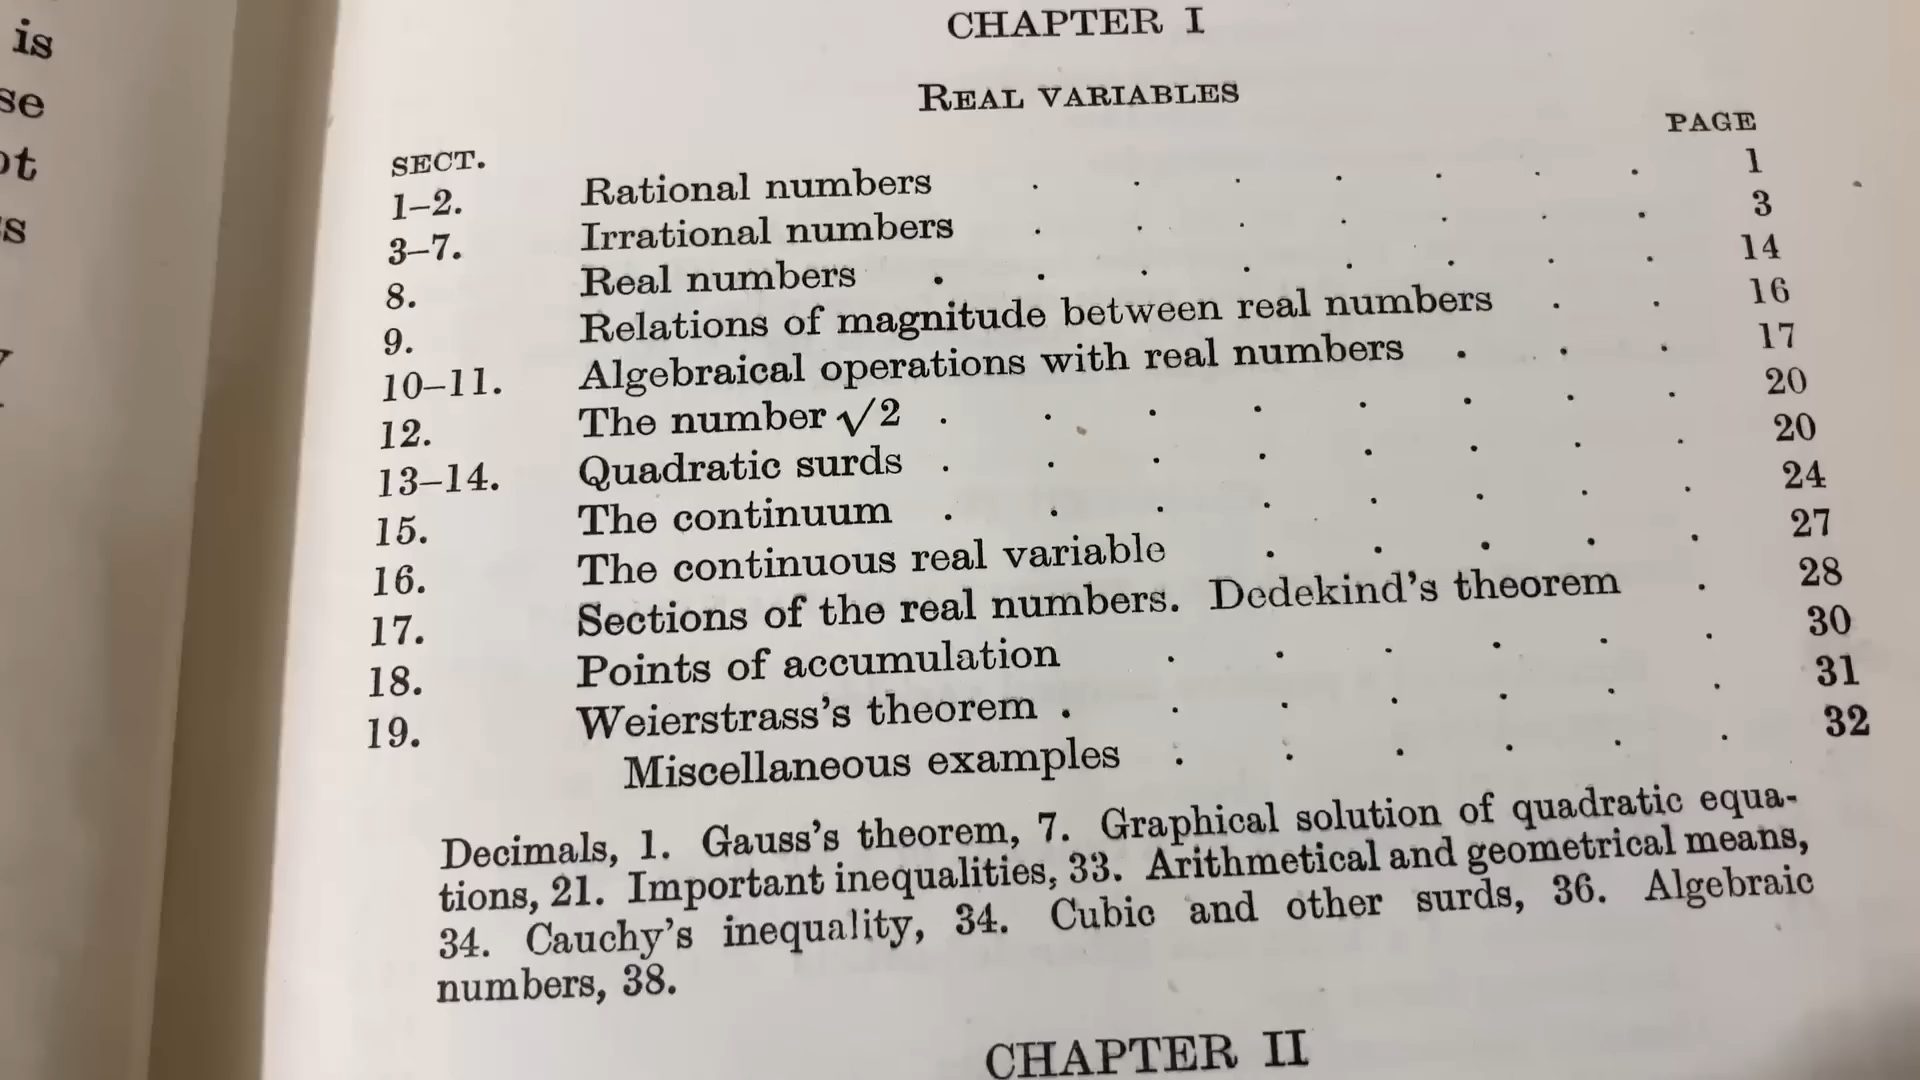 is
se
ot
CHAPTER I
REAL VARIABLES
SECT. PAGE
1–2. Rational numbers . . . . . . . 1
3–7. Irrational numbers . . . . . . . 3
8. Real numbers . . . . . . . . 14
9. Relations of magnitude between real numbers . . 16
10–11. Algebraical operations with real numbers . . . 17
12. The number √2 . . . . . . . . 20
13–14. Quadratic surds . . . . . . . . 20
15. The continuum . . . . . . . . 24
16. The continuous real variable . . . . . 27
17. Sections of the real numbers. Dedekind's theorem . 28
18. Points of accumulation . . . . . . 30
19. Weierstrass's theorem . . . . . . . 31
Miscellaneous examples . . . . . . 32
Decimals, 1. Gauss's theorem, 7. Graphical solution of quadratic equa-
tions, 21. Important inequalities, 33. Arithmetical and geometrical means,
34. Cauchy's inequality, 34. Cubic and other surds, 36. Algebraic
numbers, 38.
CHAPTER II